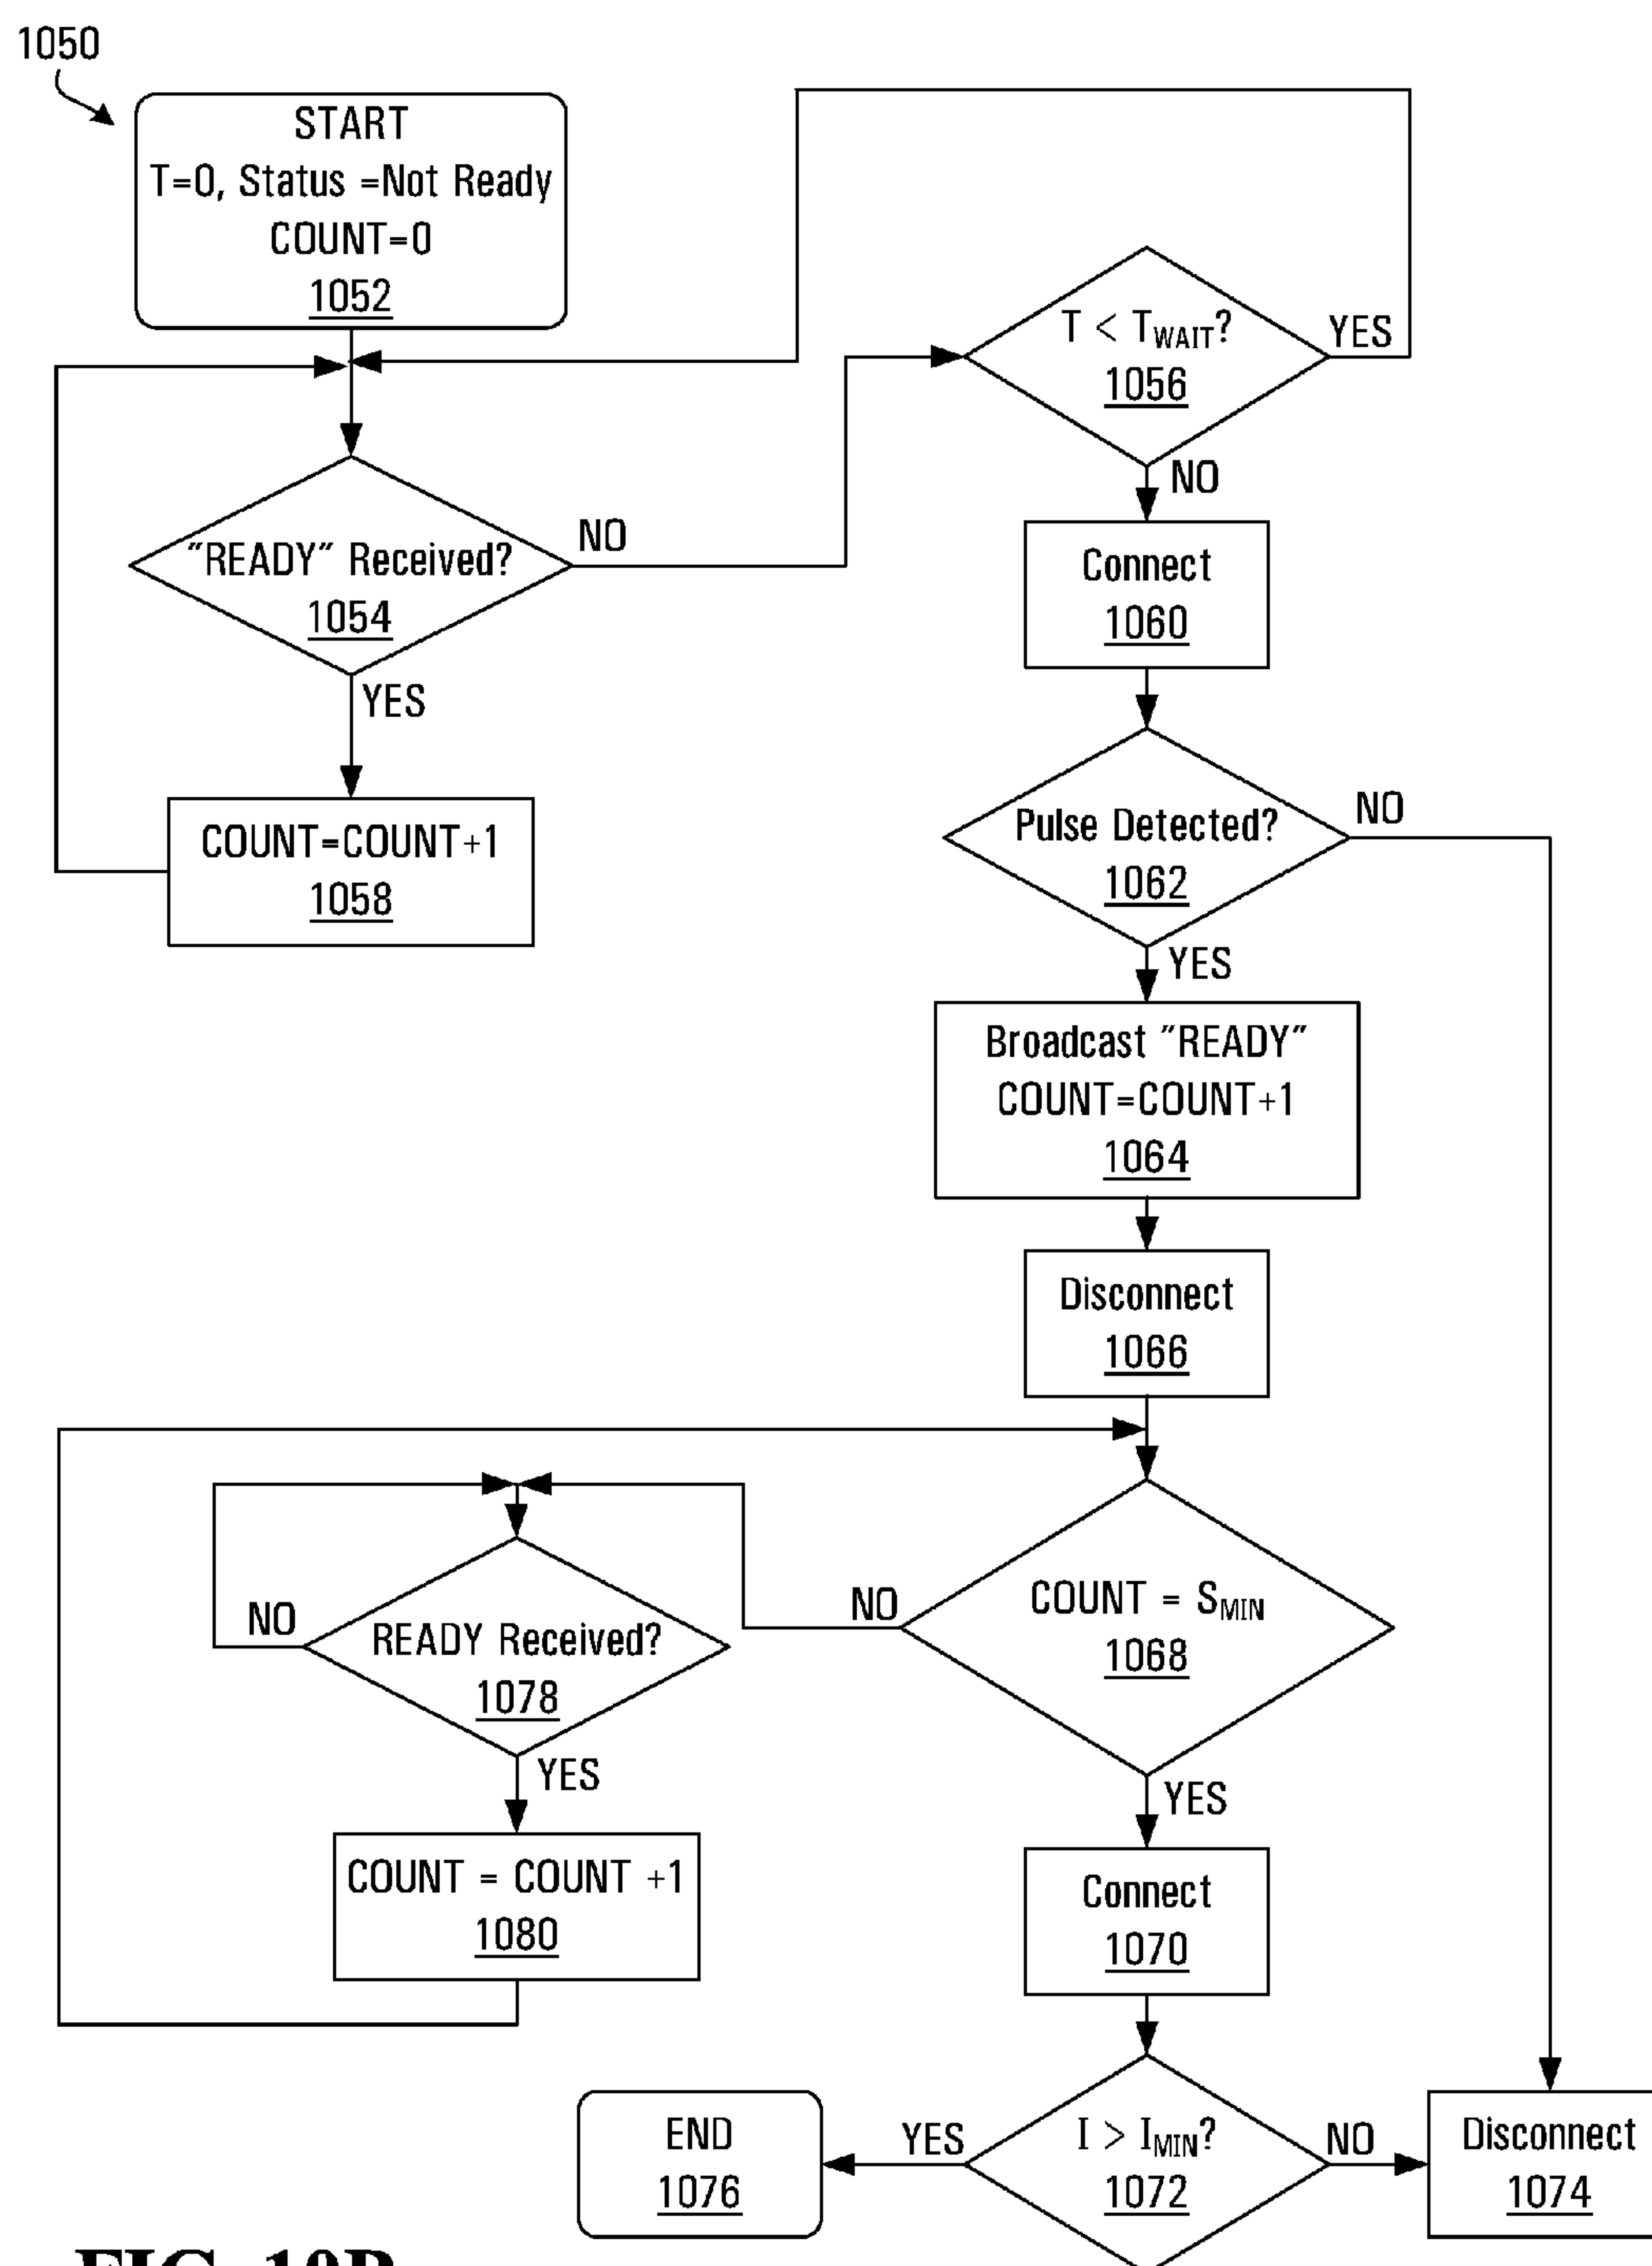 1050
START
T=0, Status =Not Ready
COUNT=0
1052
T < TWAIT?
1056
YES
NO
"READY" Received?
1054
NO
YES
Connect
1060
COUNT=COUNT+1
1058
Pulse Detected?
1062
NO
YES
Broadcast "READY"
COUNT=COUNT+1
1064
Disconnect
1066
COUNT = SMIN
1068
NO
YES
READY Received?
1078
NO
YES
COUNT = COUNT +1
1080
Connect
1070
I > IMIN?
1072
YES
NO
END
1076
Disconnect
1074
FIG. 10B